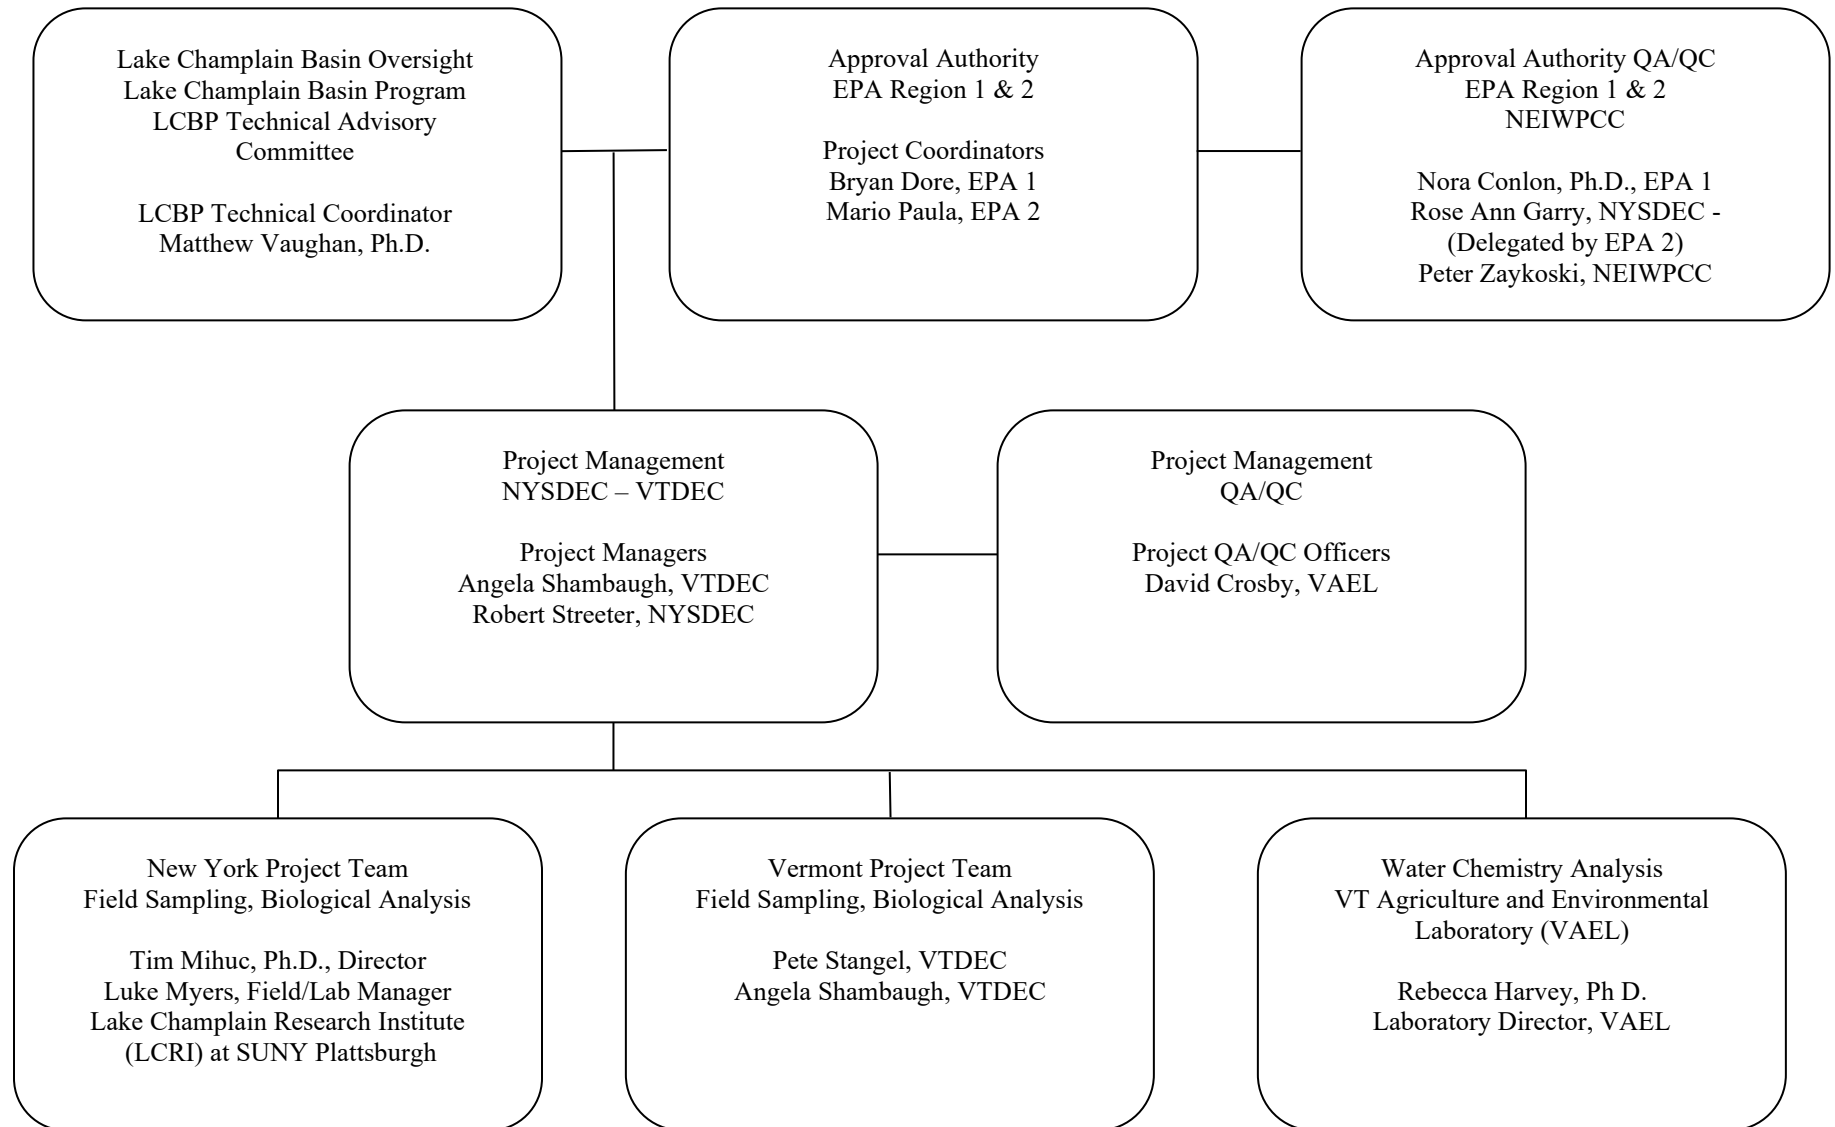 Lake Champlain Basin Oversight
Lake Champlain Basin Program
LCBP Technical Advisory
Committee
LCBP Technical Coordinator
Matthew Vaughan, Ph.D.
Approval Authority
EPA Region 1 & 2
Project Coordinators
Bryan Dore, EPA 1
Mario Paula, EPA 2
Approval Authority QA/QC
EPA Region 1 & 2
NEIWPCC
Nora Conlon, Ph.D., EPA 1
Rose Ann Garry, NYSDEC -
(Delegated by EPA 2)
Peter Zaykoski, NEIWPCC
Project Management
NYSDEC – VTDEC
Project Managers
Angela Shambaugh, VTDEC
Robert Streeter, NYSDEC
Project Management
QA/QC
Project QA/QC Officers
David Crosby, VAEL
New York Project Team
Field Sampling, Biological Analysis
Tim Mihuc, Ph.D., Director
Luke Myers, Field/Lab Manager
Lake Champlain Research Institute
(LCRI) at SUNY Plattsburgh
Vermont Project Team
Field Sampling, Biological Analysis
Pete Stangel, VTDEC
Angela Shambaugh, VTDEC
Water Chemistry Analysis
VT Agriculture and Environmental
Laboratory (VAEL)
Rebecca Harvey, Ph D.
Laboratory Director, VAEL